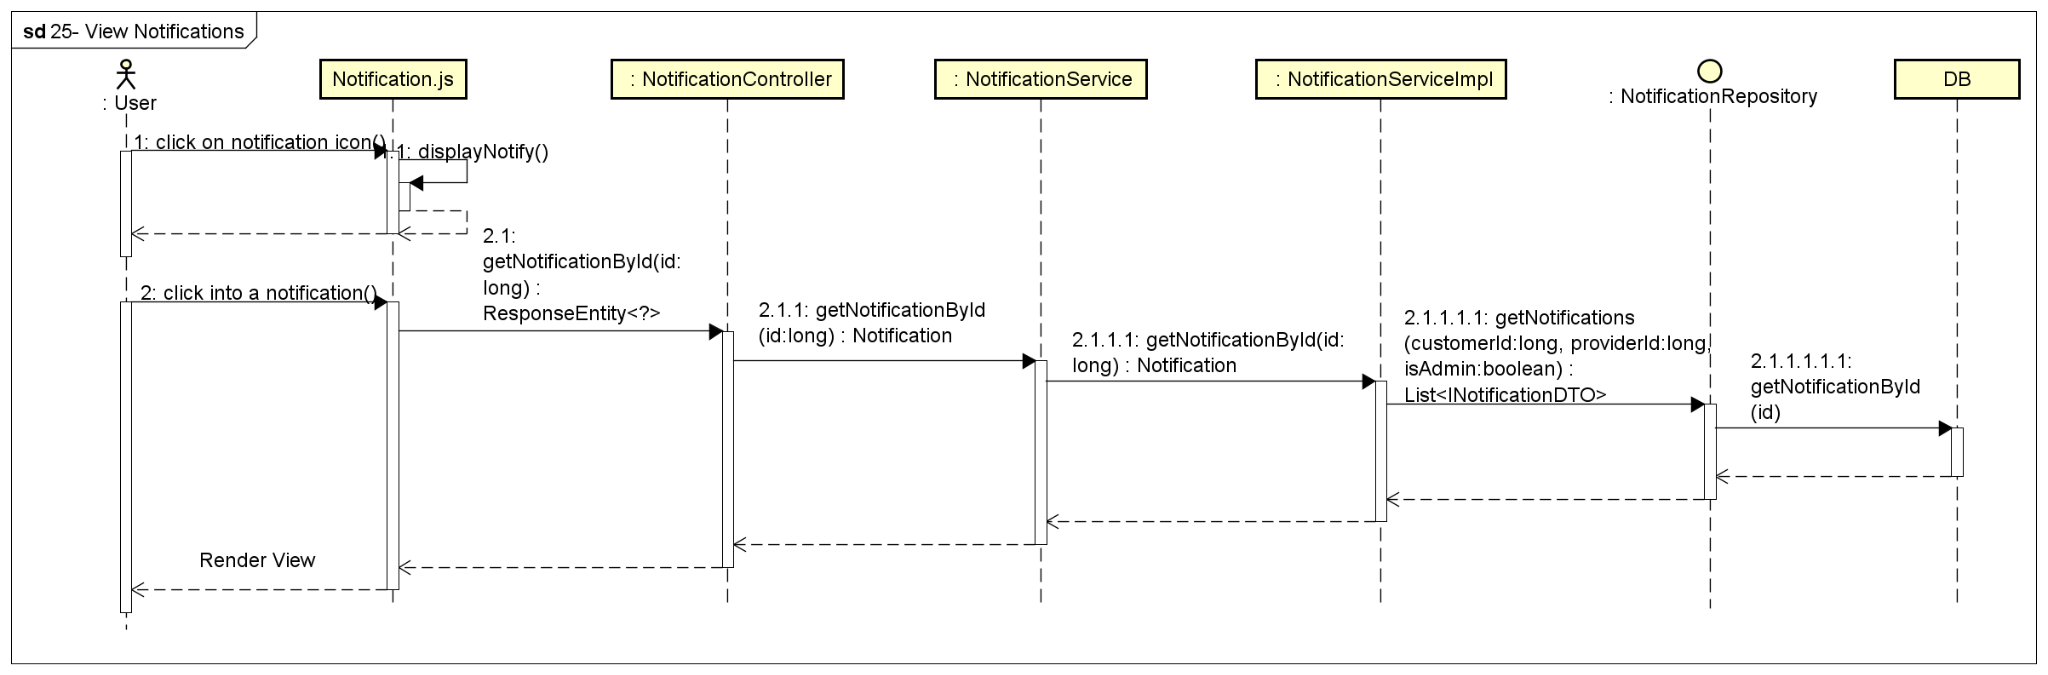 sd 25- View Notifications
: User
Notification.js
: NotificationController
: NotificationService
: NotificationServiceImpl
: NotificationRepository
DB
1: click on notification icon()
1.1: displayNotify()
2.1:
getNotificationById(id:
long) :
ResponseEntity<?>
2: click into a notification()
2.1.1: getNotificationById
(id:long) : Notification
2.1.1.1: getNotificationById(id:
long) : Notification
2.1.1.1.1: getNotifications
(customerId:long, providerId:long,
isAdmin:boolean) :
List<INotificationDTO>
2.1.1.1.1.1:
getNotificationById
(id)
Render View